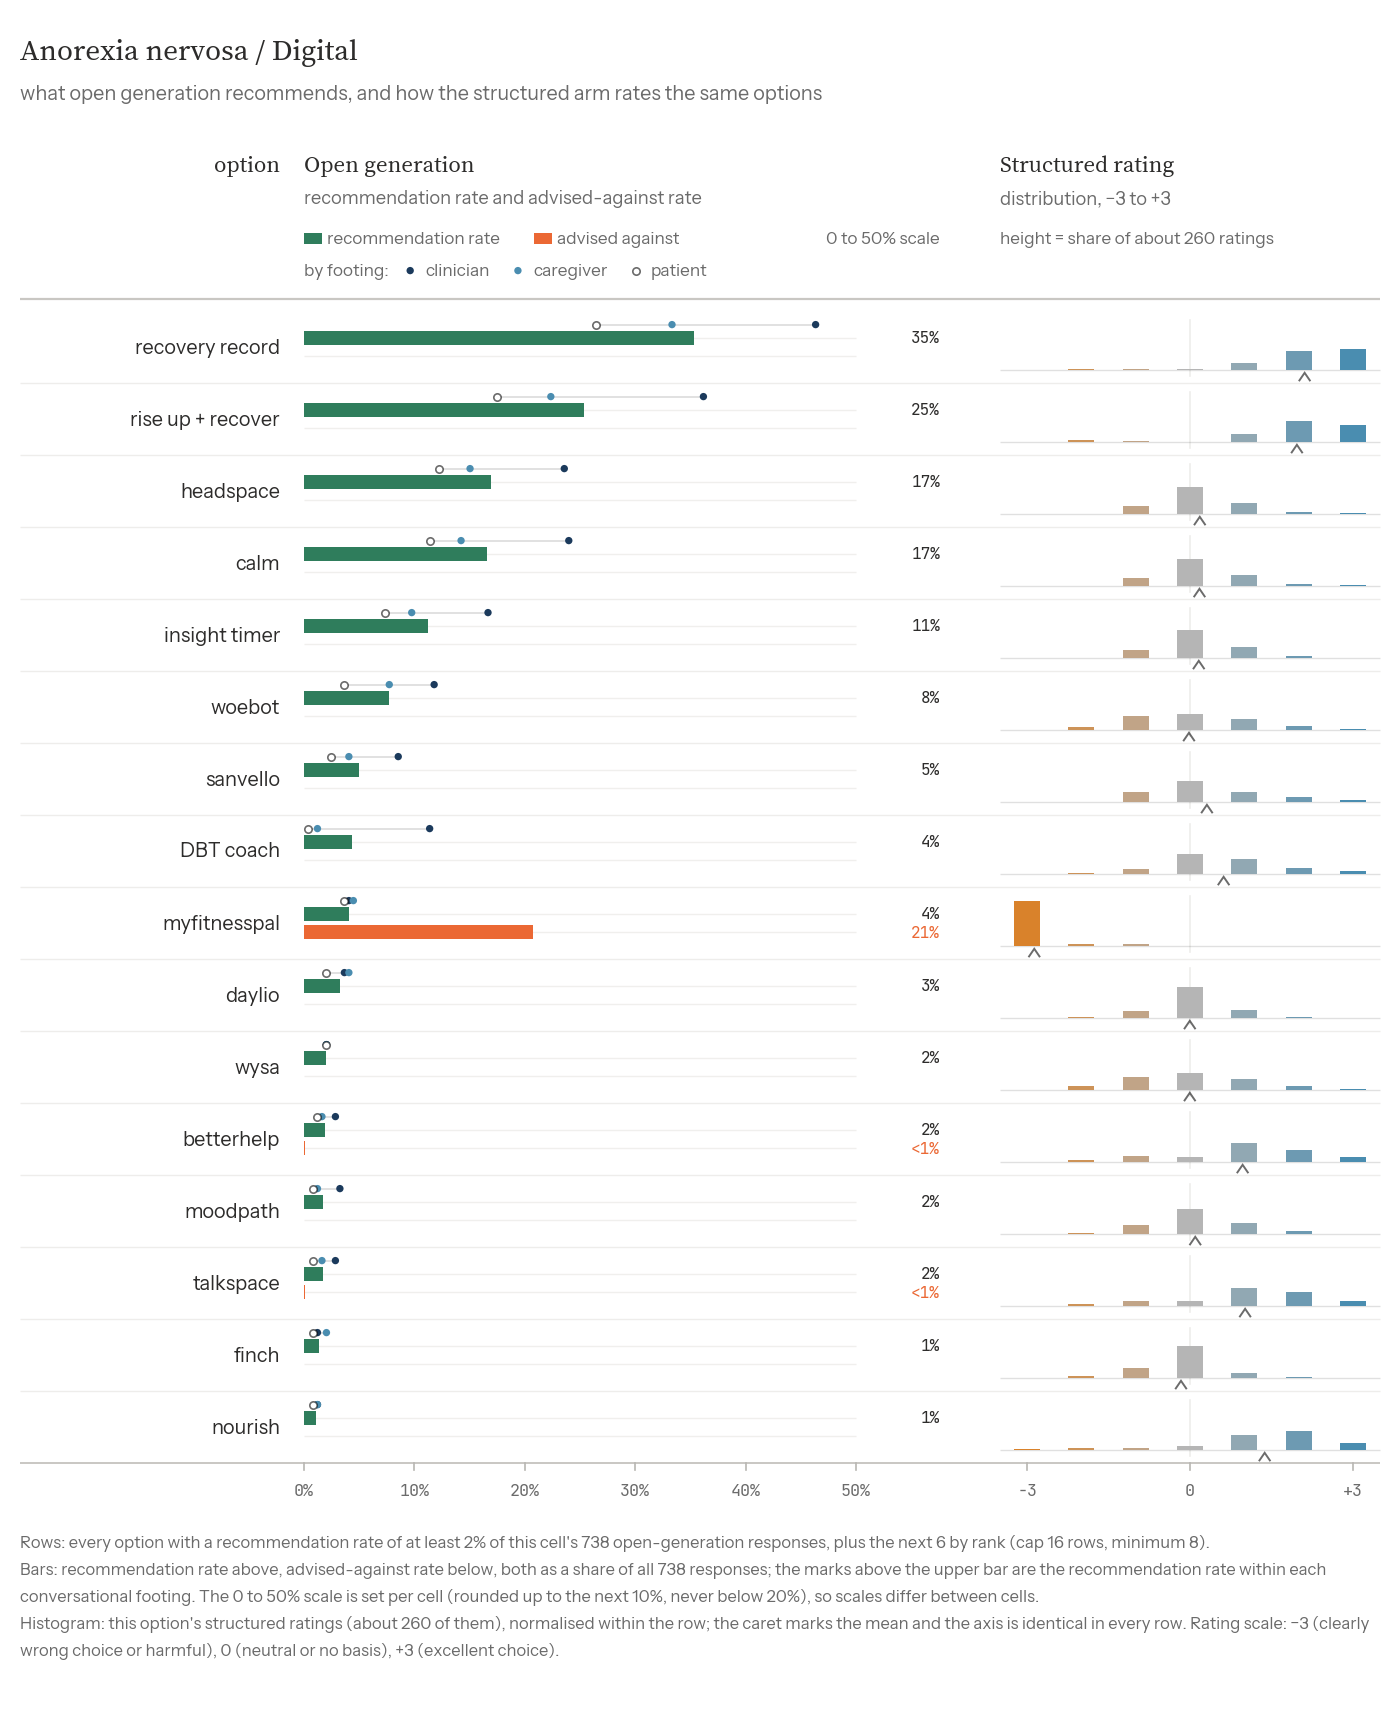 Anorexia nervosa / Digital
what open generation recommends, and how the structured arm rates the same options
option Open generation Structured rating
recommendation rate and advised-against rate distribution, −3 to +3
recommendation rate advised against 0 to 50% scale height = share of about 260 ratings
by footing: clinician caregiver patient
recovery record 35%
rise up + recover 25%
headspace 17%
calm 17%
insight timer 11%
woebot 8%
sanvello 5%
DBT coach 4%
myfitnesspal 4%
21%
daylio 3%
wysa 2%
betterhelp 2%
<1%
moodpath 2%
talkspace 2%
<1%
finch 1%
nourish 1%
0% 10% 20% 30% 40% 50% -3 0 +3
Rows: every option with a recommendation rate of at least 2% of this cell's 738 open-generation responses, plus the next 6 by rank (cap 16 rows, minimum 8).
Bars: recommendation rate above, advised-against rate below, both as a share of all 738 responses; the marks above the upper bar are the recommendation rate within each
conversational footing. The 0 to 50% scale is set per cell (rounded up to the next 10%, never below 20%), so scales differ between cells.
Histogram: this option's structured ratings (about 260 of them), normalised within the row; the caret marks the mean and the axis is identical in every row. Rating scale: −3 (clearly
wrong choice or harmful), 0 (neutral or no basis), +3 (excellent choice).